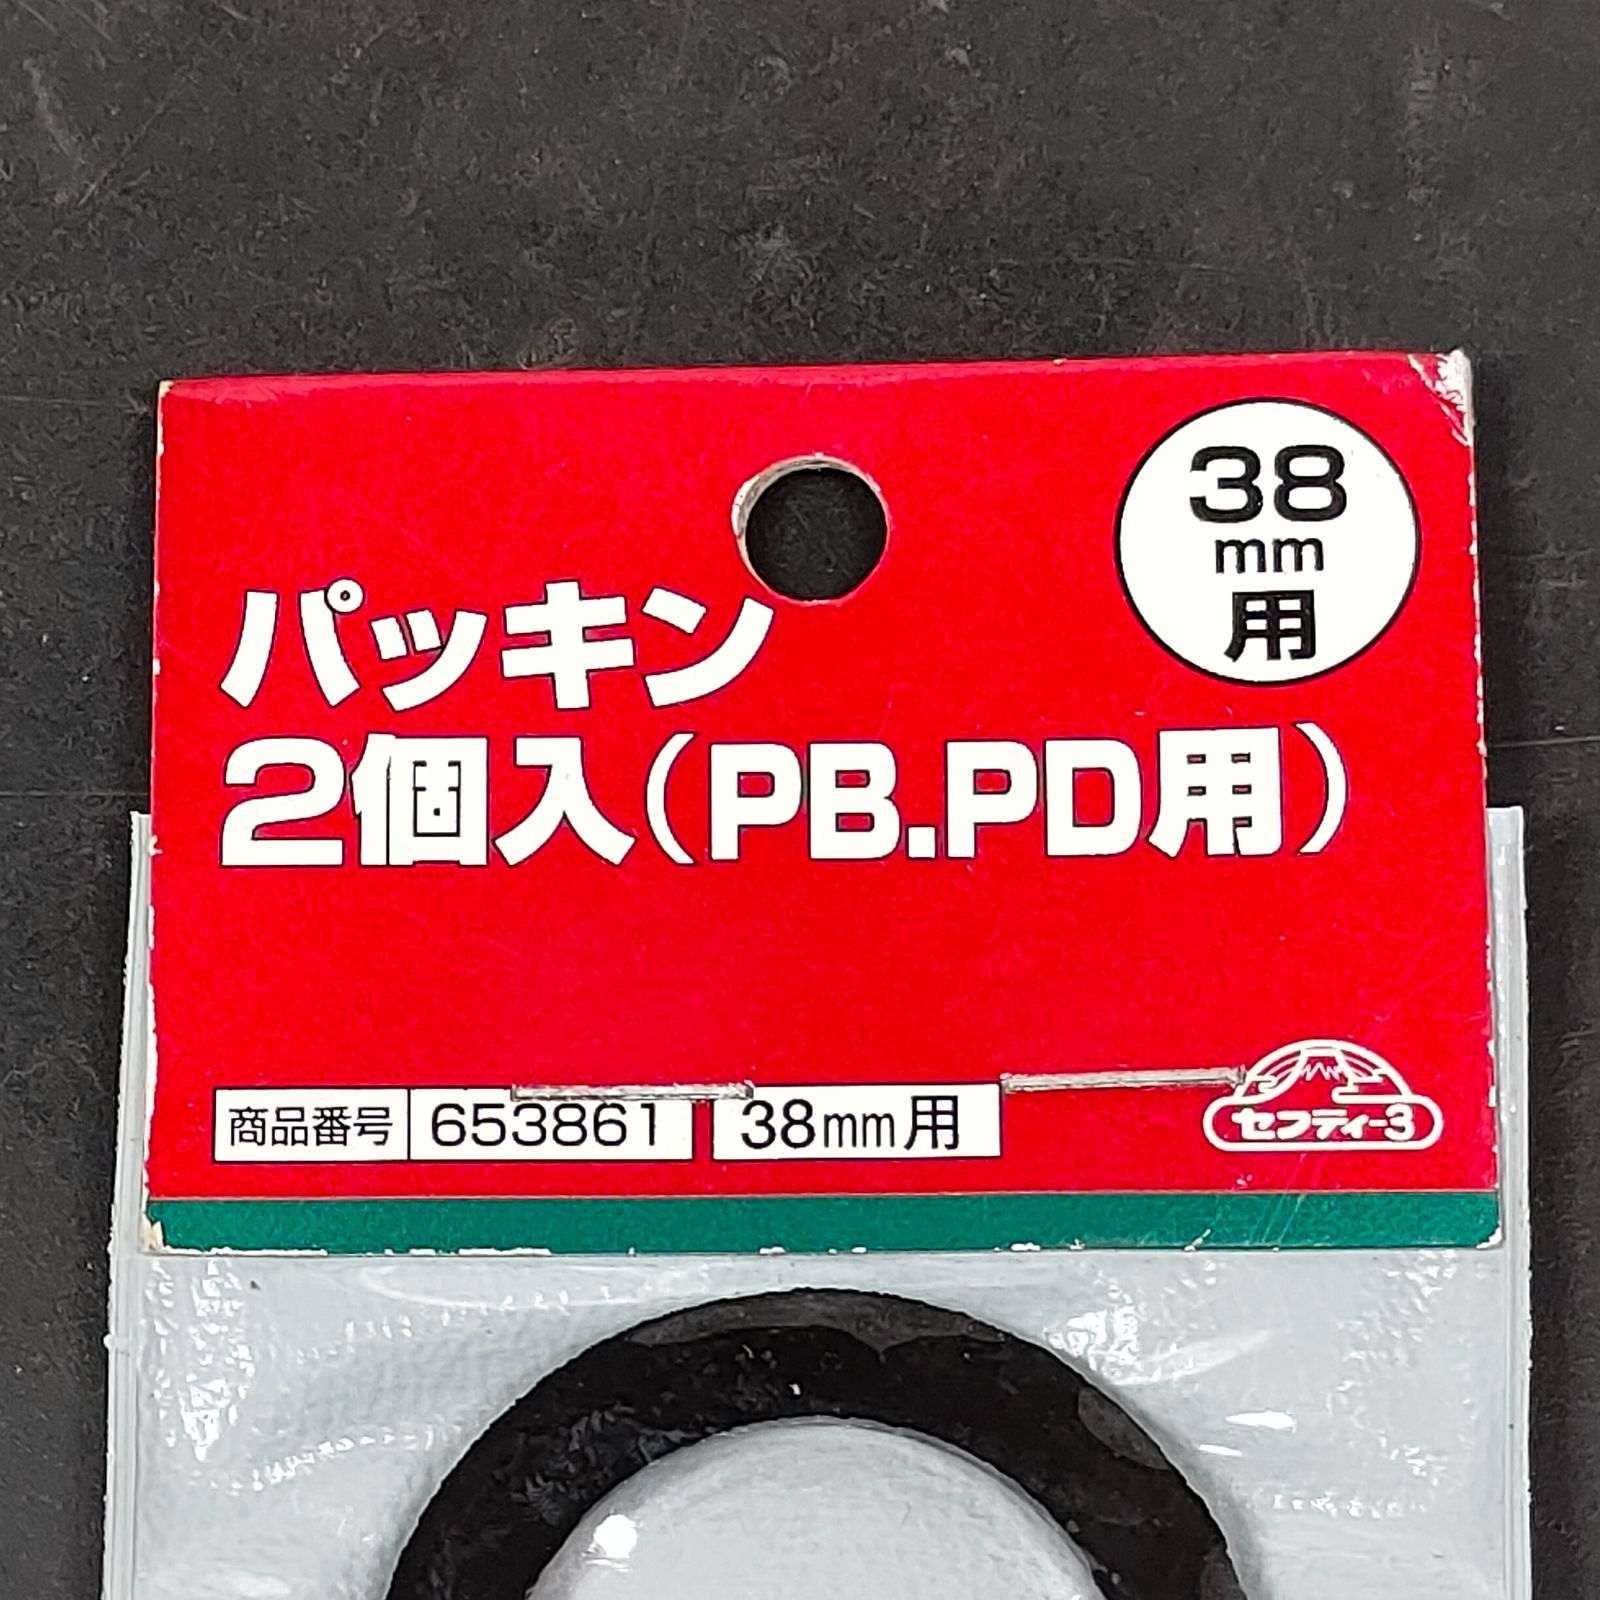 38
mm
用
パッキン
2個入(PB.PD用)
商品番号 653861 38mm用
セフティー3